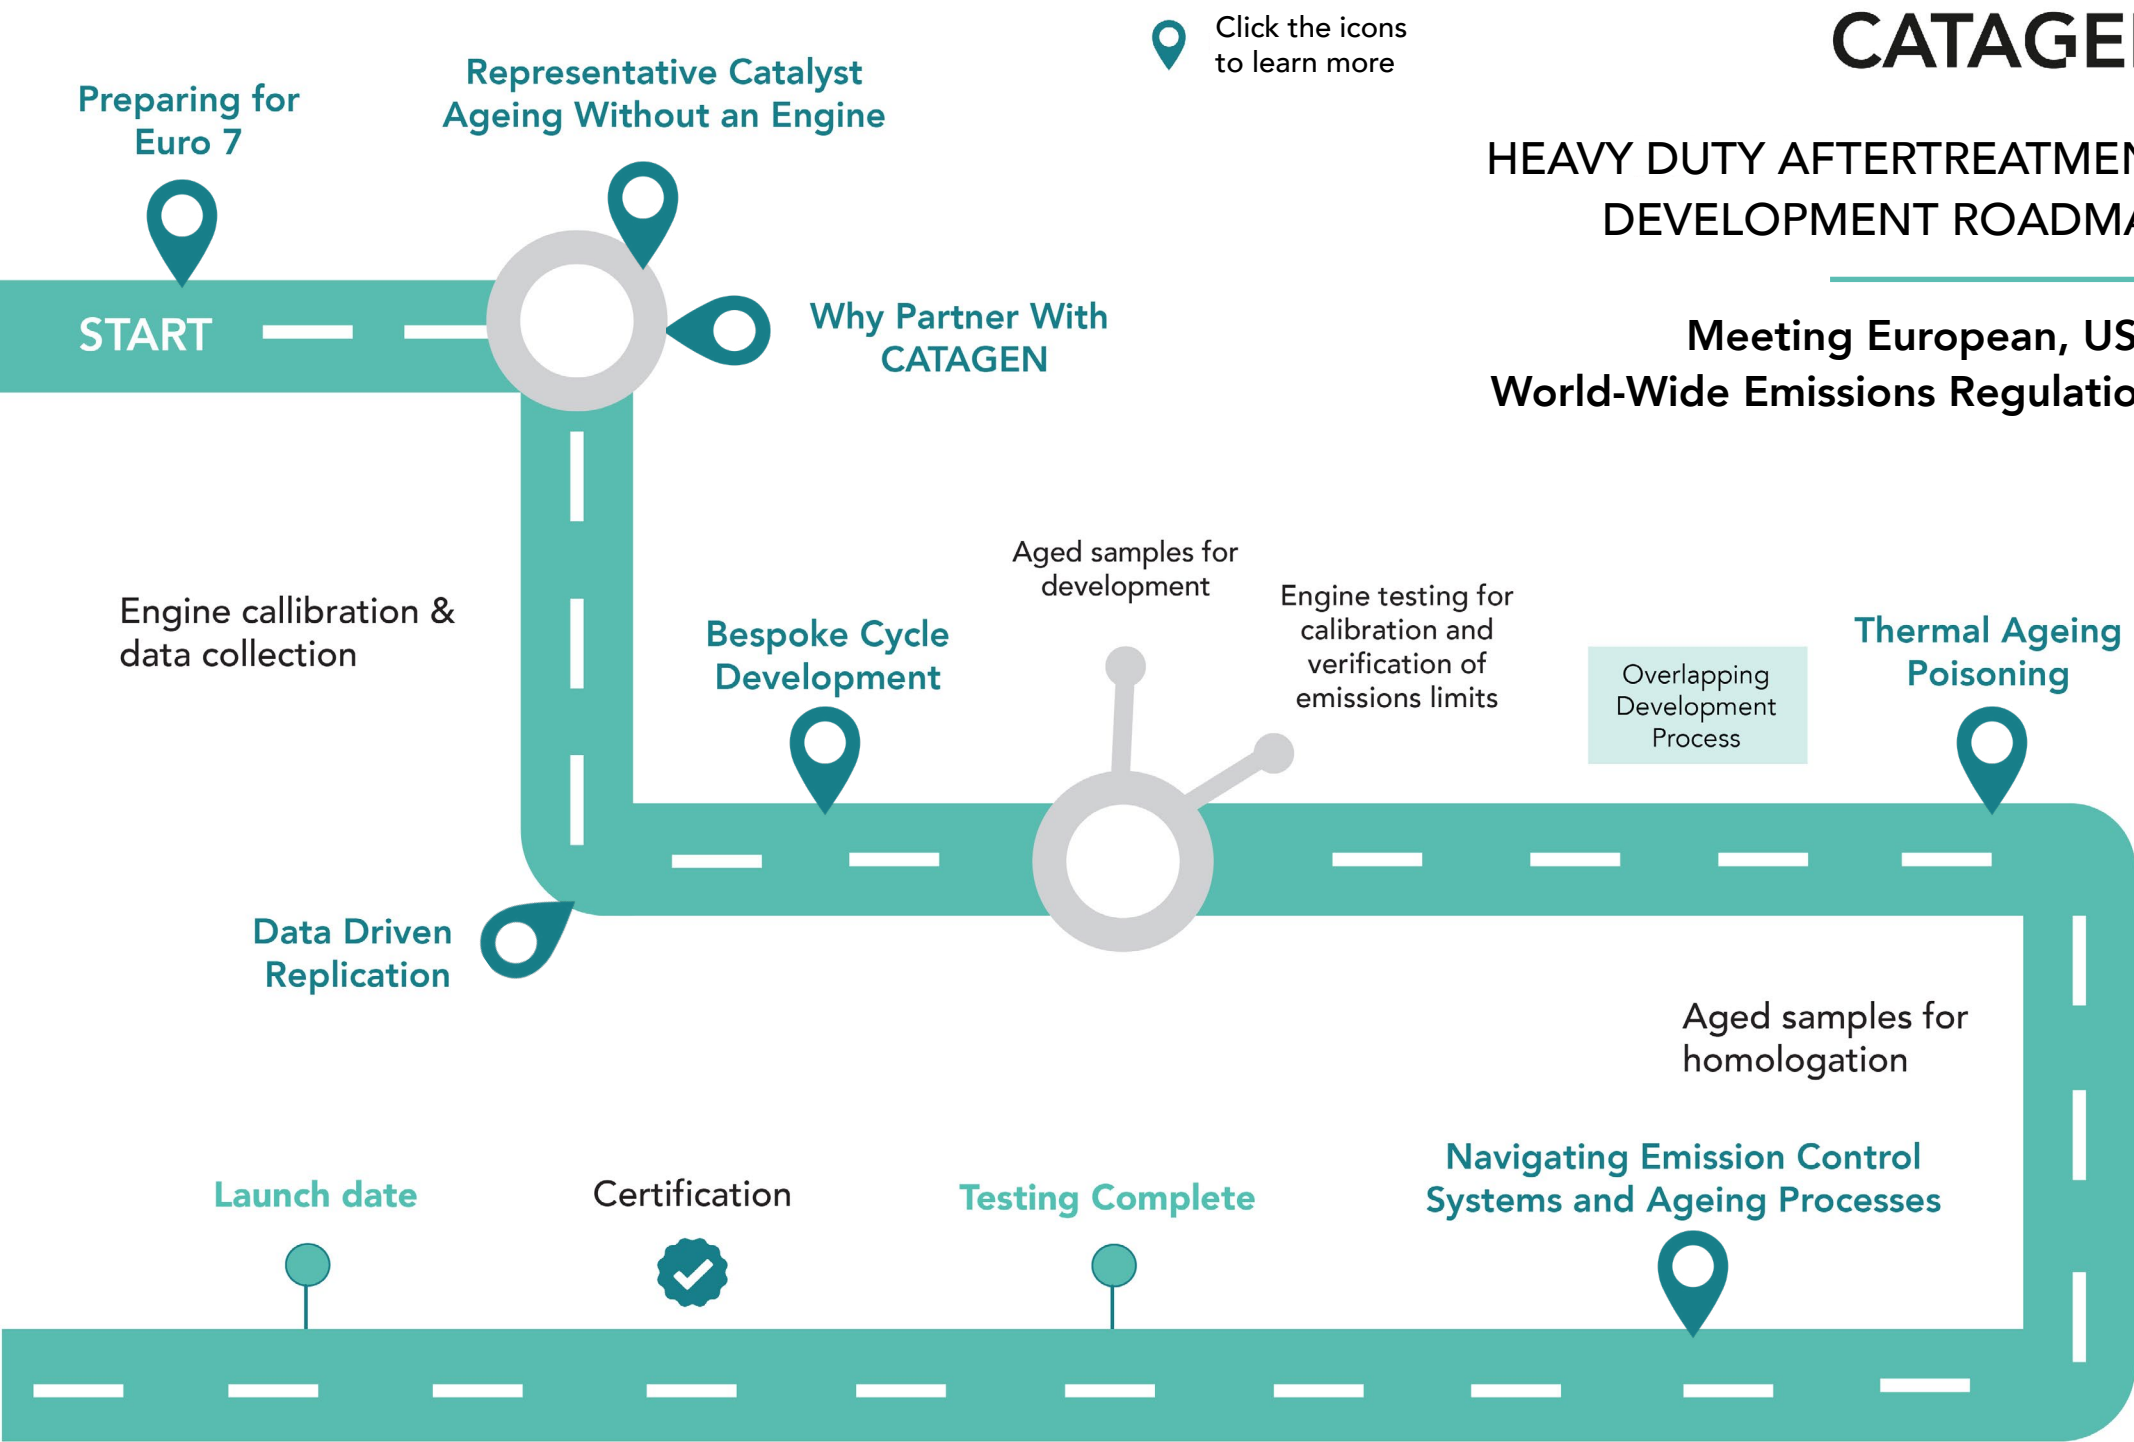 Click the icons
to learn more
CATAGE
HEAVY DUTY AFTERTREATMEN
DEVELOPMENT ROADMA
Meeting European, US
World-Wide Emissions Regulatio
Preparing for
Euro 7
Representative Catalyst
Ageing Without an Engine
START
Why Partner With
CATAGEN
Engine callibration &
data collection
Data Driven
Replication
Bespoke Cycle
Development
Aged samples for
development
Engine testing for
calibration and
verification of
emissions limits
Overlapping
Development
Process
Thermal Ageing
Poisoning
Aged samples for
homologation
Navigating Emission Control
Systems and Ageing Processes
Testing Complete
Certification
Launch date